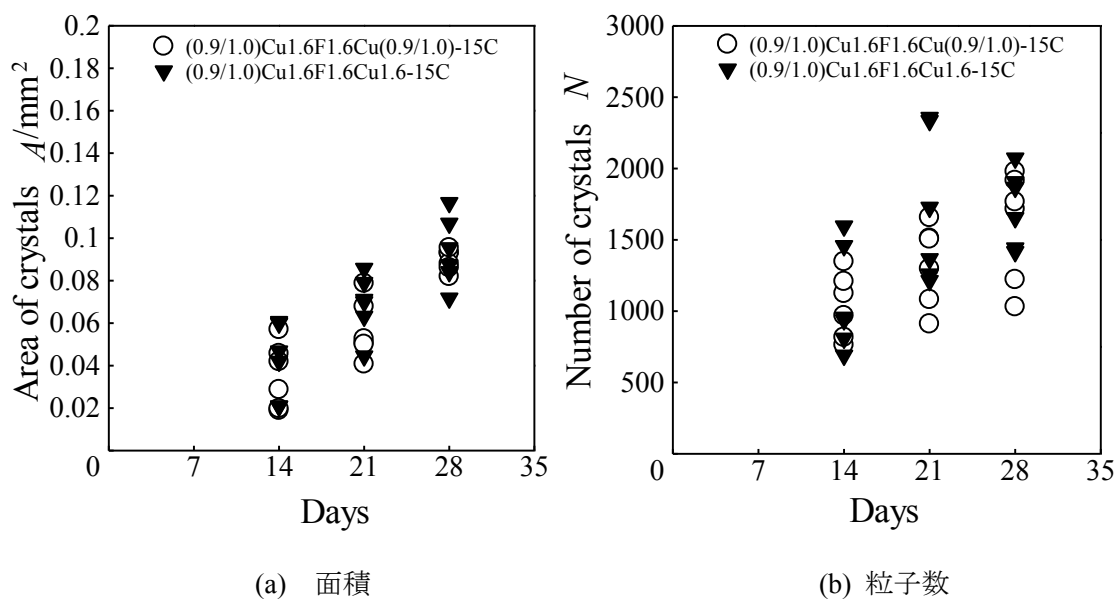 0.2
0.18
0.16
0.14
0.12
0.1
0.08
0.06
0.04
0.02
0
7
14
21
28
35
Area of crystals A/mm²
Days
(0.9/1.0)Cu1.6F1.6Cu(0.9/1.0)-15C
(0.9/1.0)Cu1.6F1.6Cu1.6-15C
(a) 面積
3000
2500
2000
1500
1000
500
0
7
14
21
28
35
Number of crystals N
Days
(0.9/1.0)Cu1.6F1.6Cu(0.9/1.0)-15C
(0.9/1.0)Cu1.6F1.6Cu1.6-15C
(b) 粒子数